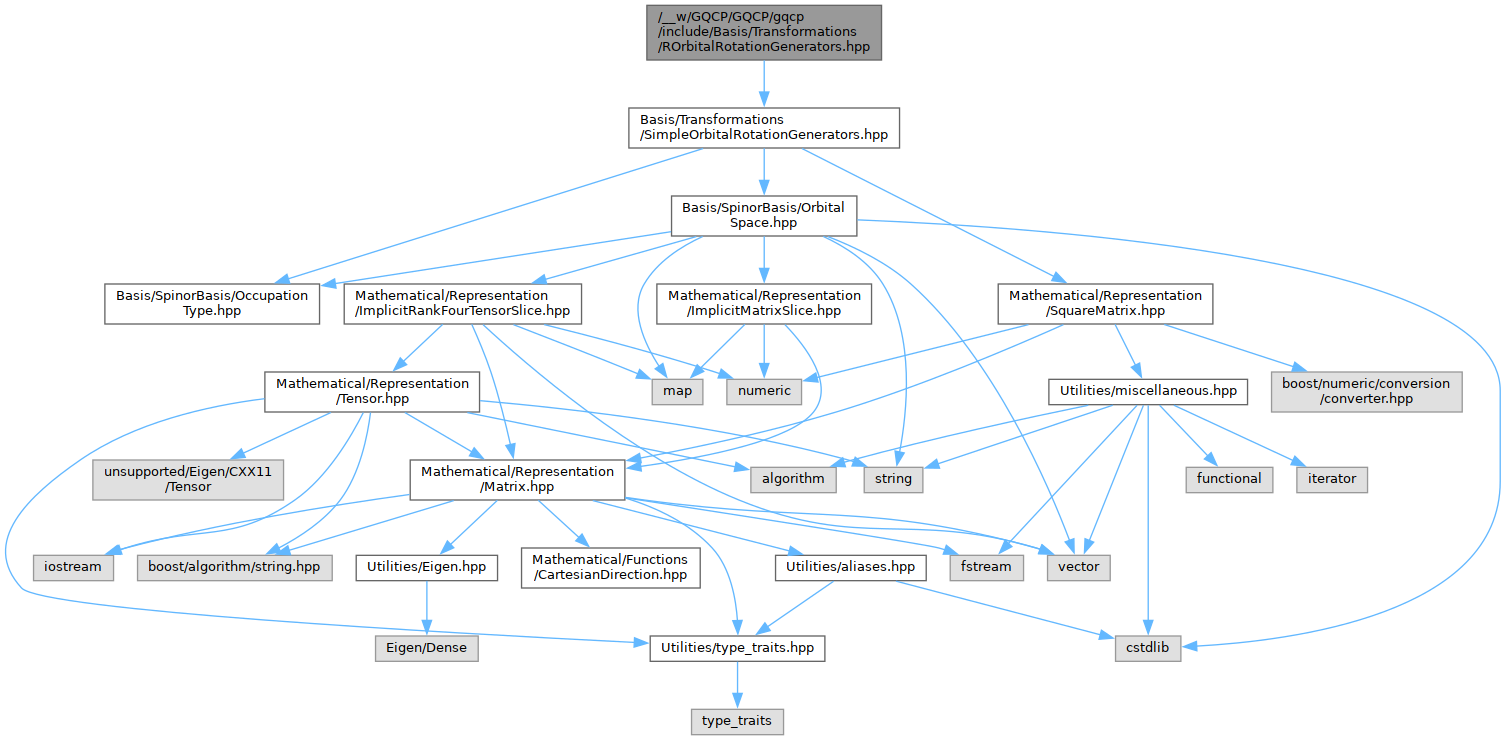 /__w/GQCP/GQCP/gqcp
/include/Basis/Transformations
/ROrbitalRotationGenerators.hpp
Basis/Transformations
/SimpleOrbitalRotationGenerators.hpp
Basis/SpinorBasis/Orbital
Space.hpp
Basis/SpinorBasis/Occupation
Type.hpp
Mathematical/Representation
/ImplicitRankFourTensorSlice.hpp
Mathematical/Representation
/ImplicitMatrixSlice.hpp
Mathematical/Representation
/SquareMatrix.hpp
Mathematical/Representation
/Tensor.hpp
map
numeric
Utilities/miscellaneous.hpp
boost/numeric/conversion
/converter.hpp
unsupported/Eigen/CXX11
/Tensor
Mathematical/Representation
/Matrix.hpp
algorithm
string
functional
iterator
iostream
boost/algorithm/string.hpp
Utilities/Eigen.hpp
Mathematical/Functions
/CartesianDirection.hpp
Utilities/aliases.hpp
fstream
vector
Eigen/Dense
Utilities/type_traits.hpp
cstdlib
type_traits